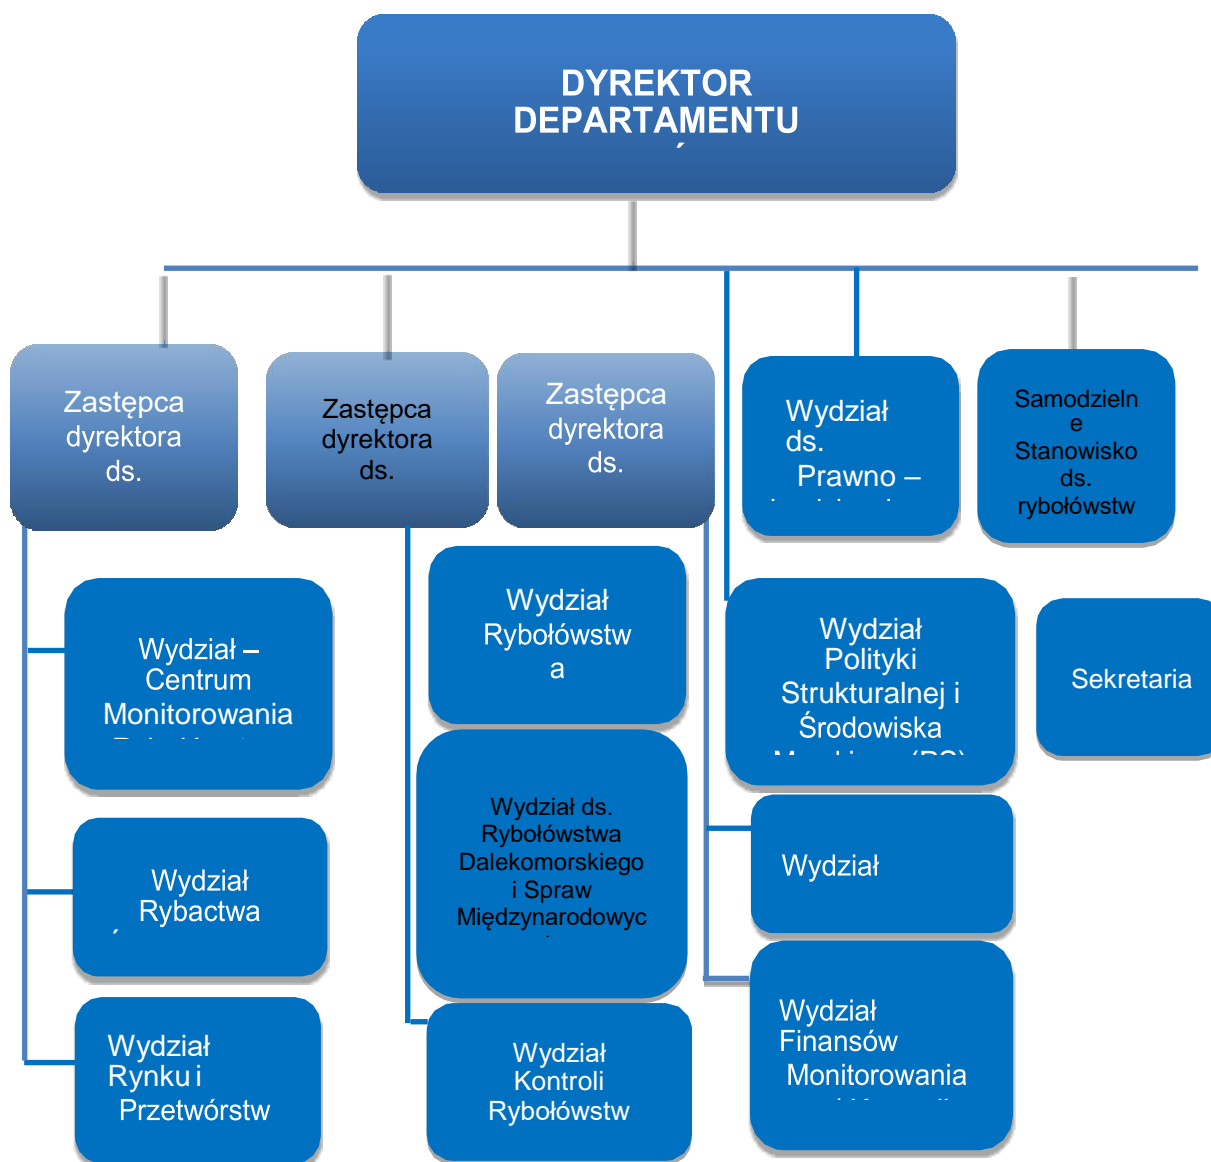 DYREKTOR
DEPARTAMENTU
Zastępca
dyrektora
ds.
Zastępca
dyrektora
ds.
Zastępca
dyrektora
ds.
Wydział
ds.
Prawno –
Samodzieln
e
Stanowisko
ds.
rybołówstw
Wydział –
Centrum
Monitorowania
Wydział
Rybołówstw
a
Wydział
Polityki
Strukturalnej i
Środowiska
Sekretaria
Wydział ds.
Rybołówstwa
Dalekomorskiego
i Spraw
Międzynarodowyc
Wydział
Wydział
Rybactwa
Wydział
Rynku i
Przetwórstw
Wydział
Kontroli
Rybołówstw
Wydział
Finansów
Monitorowania